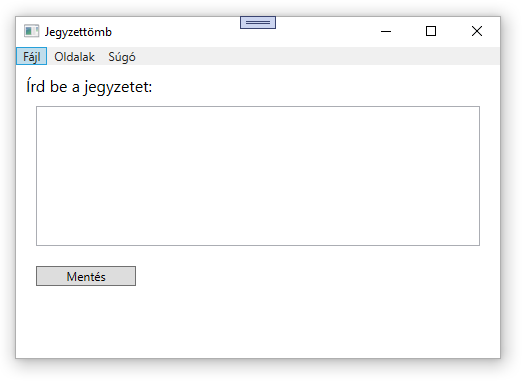 Jegyzettömb
Fájl Oldalak Súgó
Írd be a jegyzetet:
Mentés